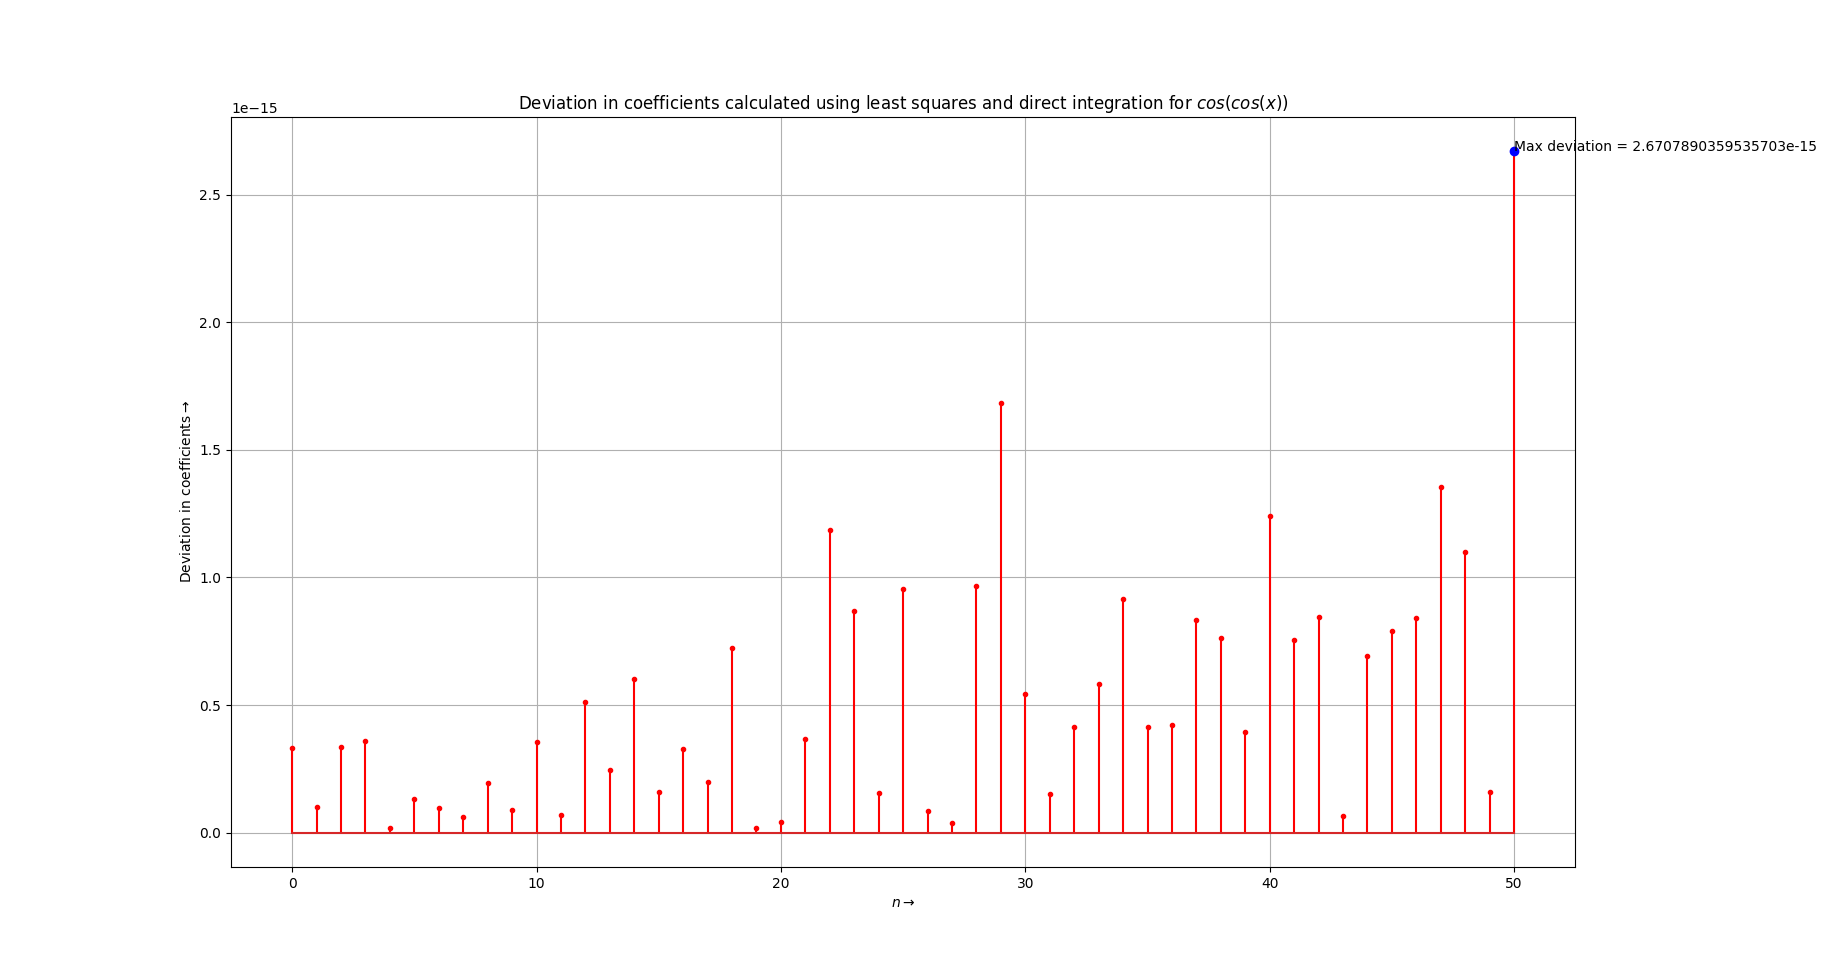 Deviation in coefficients calculated using least squares and direct integration for cos(cos(x))
1e−15
Max deviation = 2.6707890359535703e-15
2.5
2.0
1.5
1.0
0.5
0.0
Deviation in coefficients→
0 10 20 30 40 50
n→